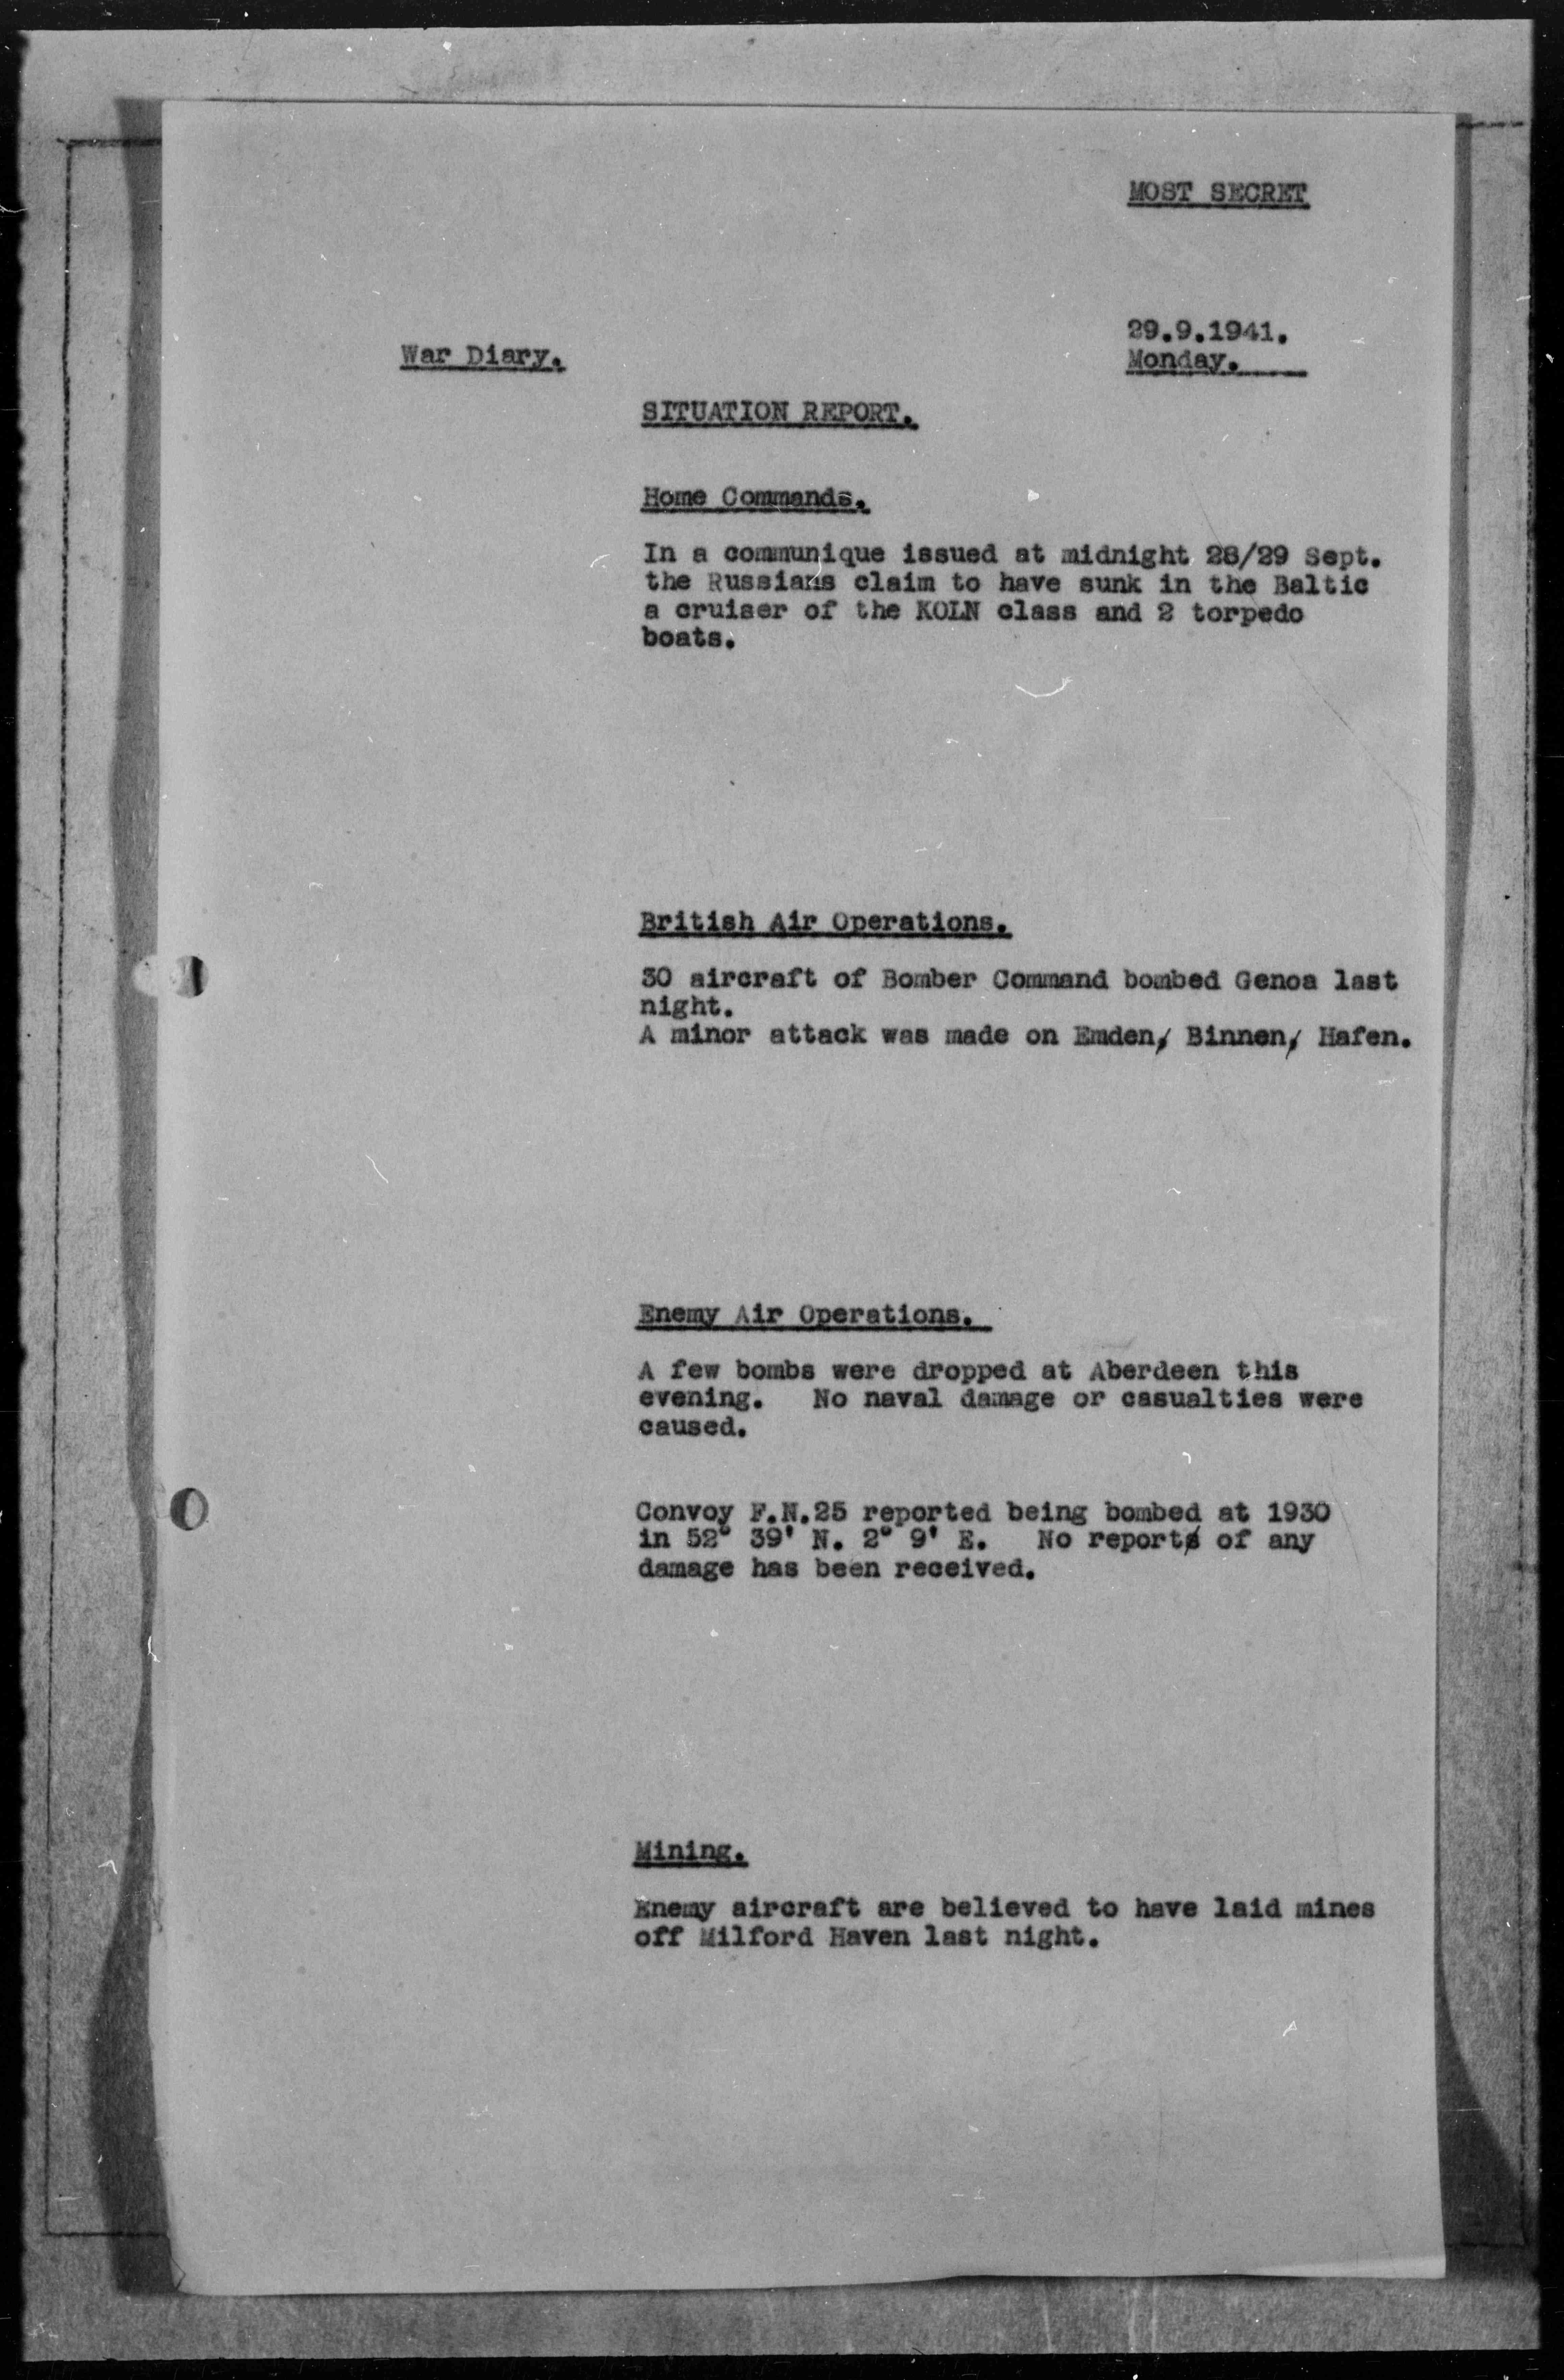 MOST SECRET
29.9.1941.
War Diary.
Monday.
SITUATION REPORT.
Home Commands.
In a communique issued at midnight 28/29 Sept.
the Russians claim to have sunk in the Baltic
a cruiser of the KOLN class and 2 torpedo
boats.
British Air Operations.
30 aircraft of Bomber Command bombed Genoa last
night.
A minor attack was made on Emden, Binnen, Hafen.
Enemy Air Operations.
A few bombs were dropped at Aberdeen this
evening. No naval damage or casualties were
caused.
Convoy F.N.25 reported being bombed at 1930
in 52° 39' N. 2° 9' E. No reports of any
damage has been received.
Mining.
Enemy aircraft are believed to have laid mines
off Milford Haven last night.